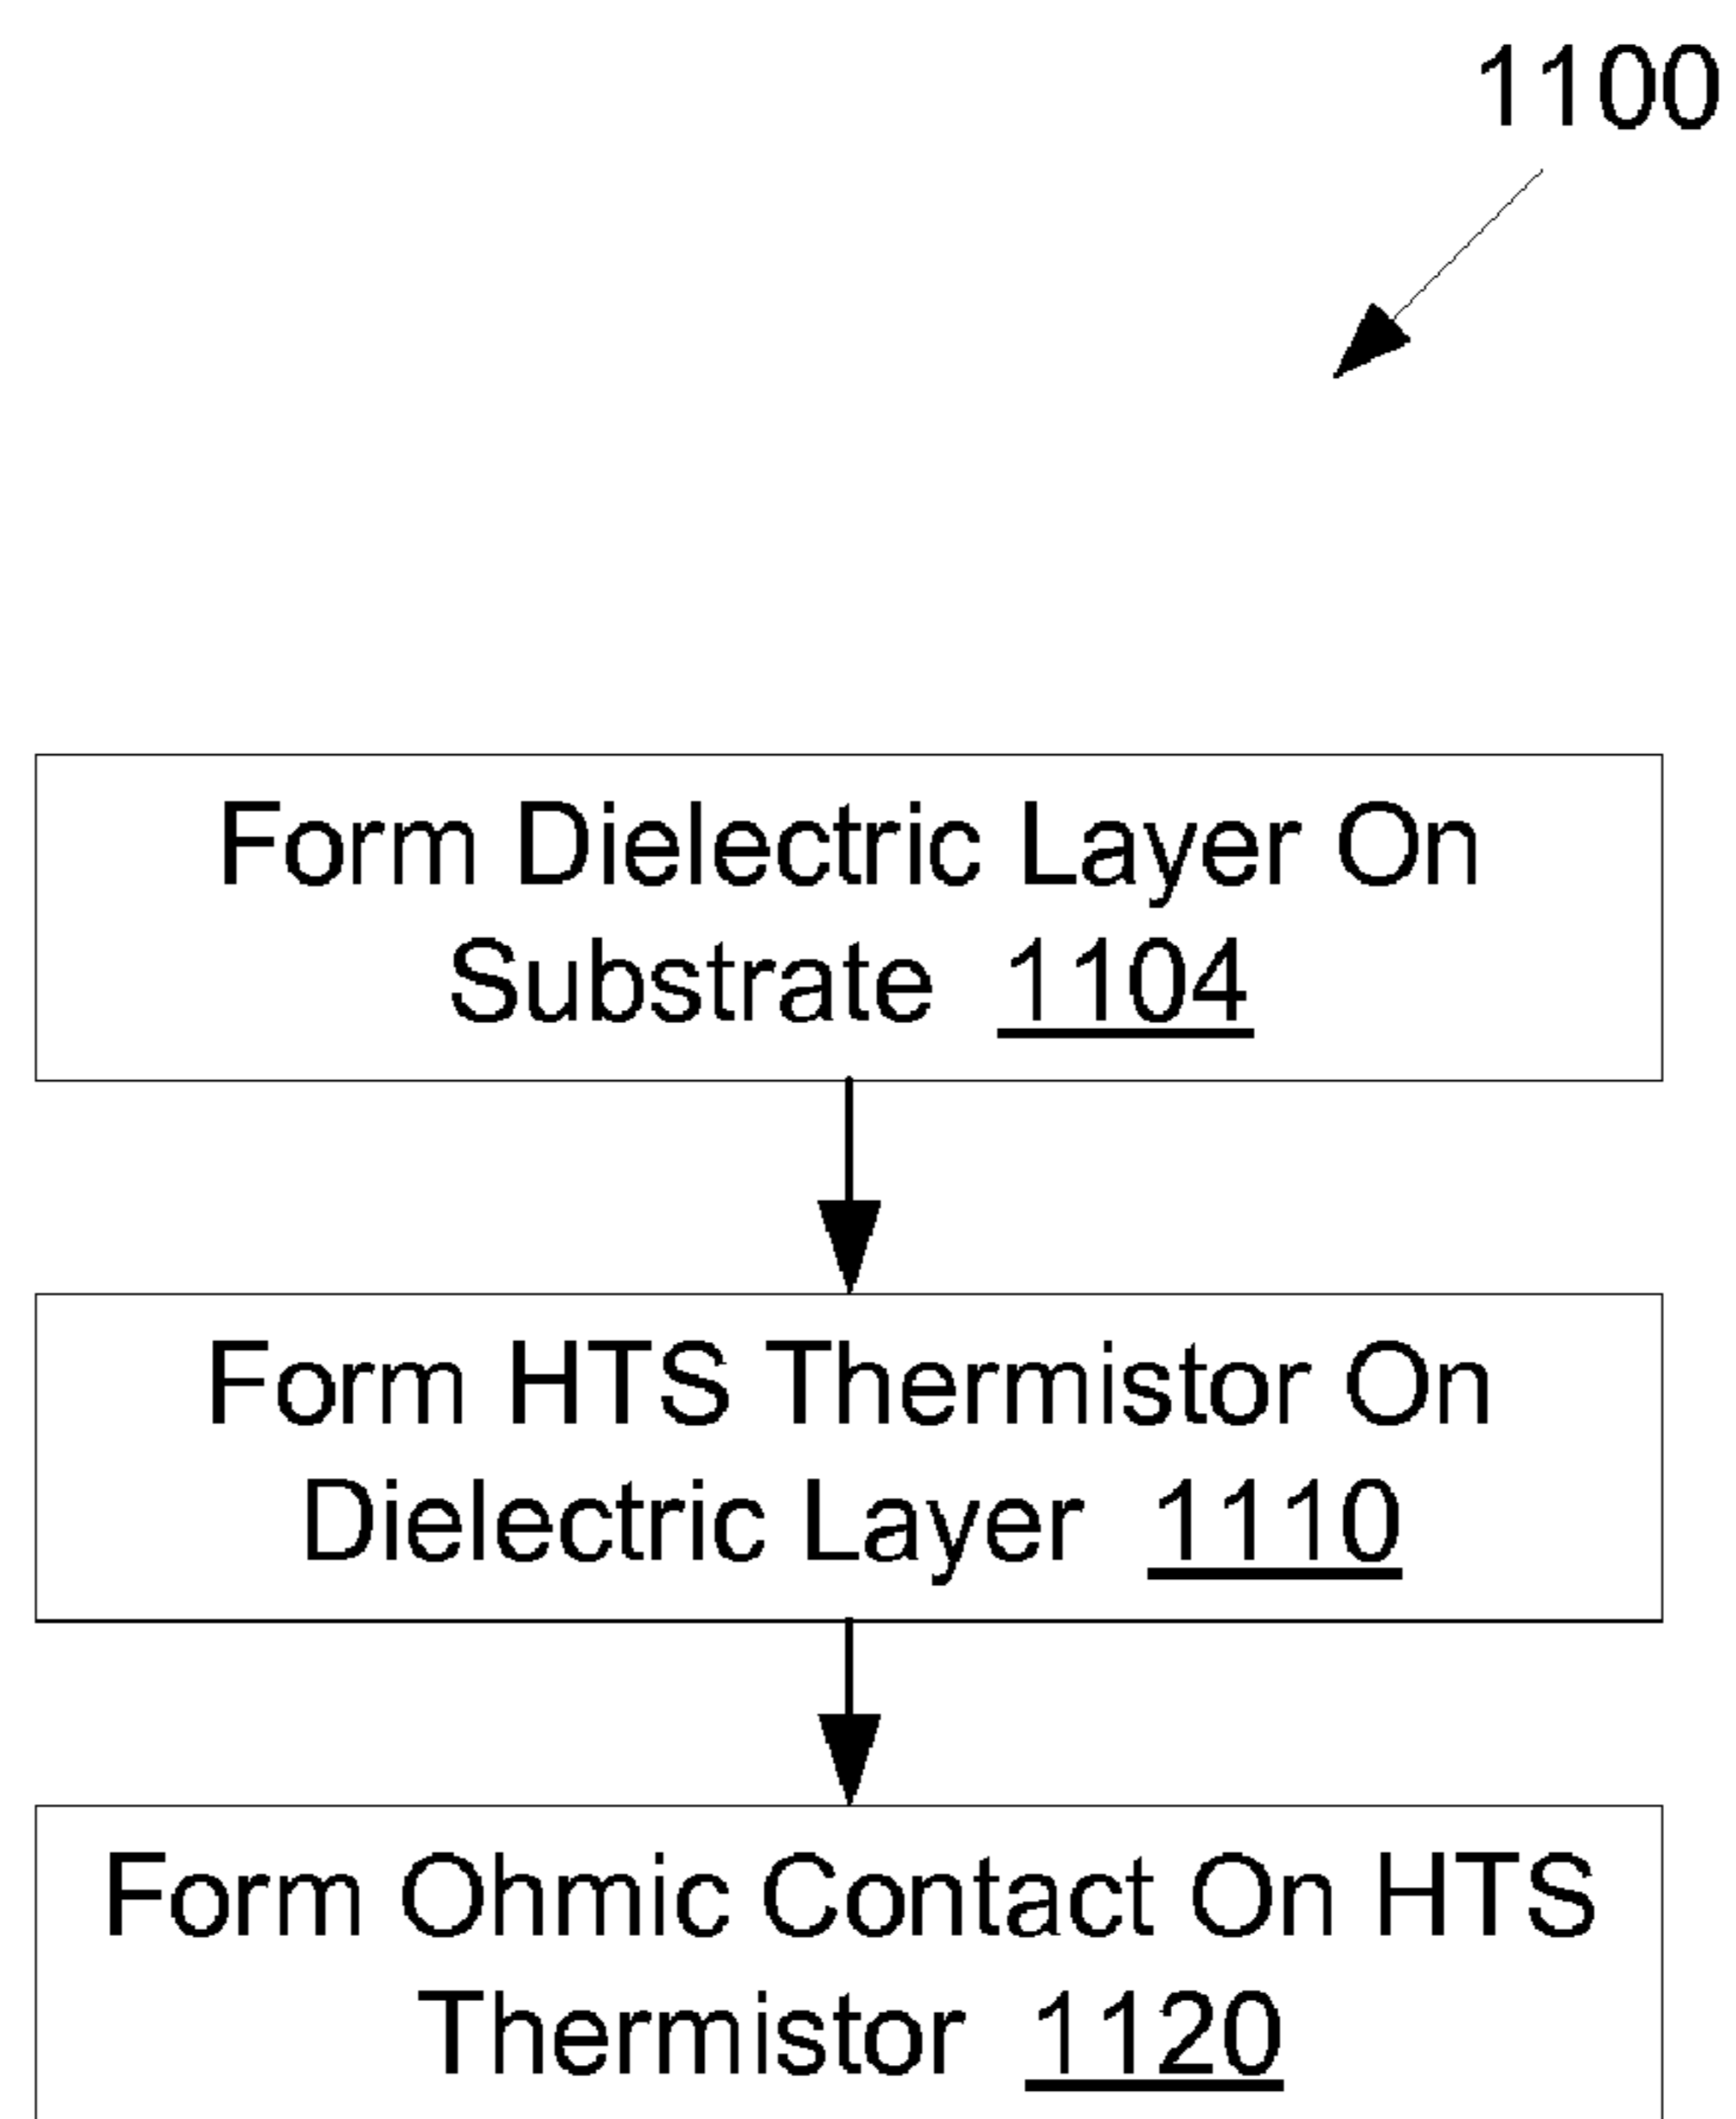 1100
Form Dielectric Layer On
Substrate 1104
Form HTS Thermistor On
Dielectric Layer 1110
Form Ohmic Contact On HTS
Thermistor 1120